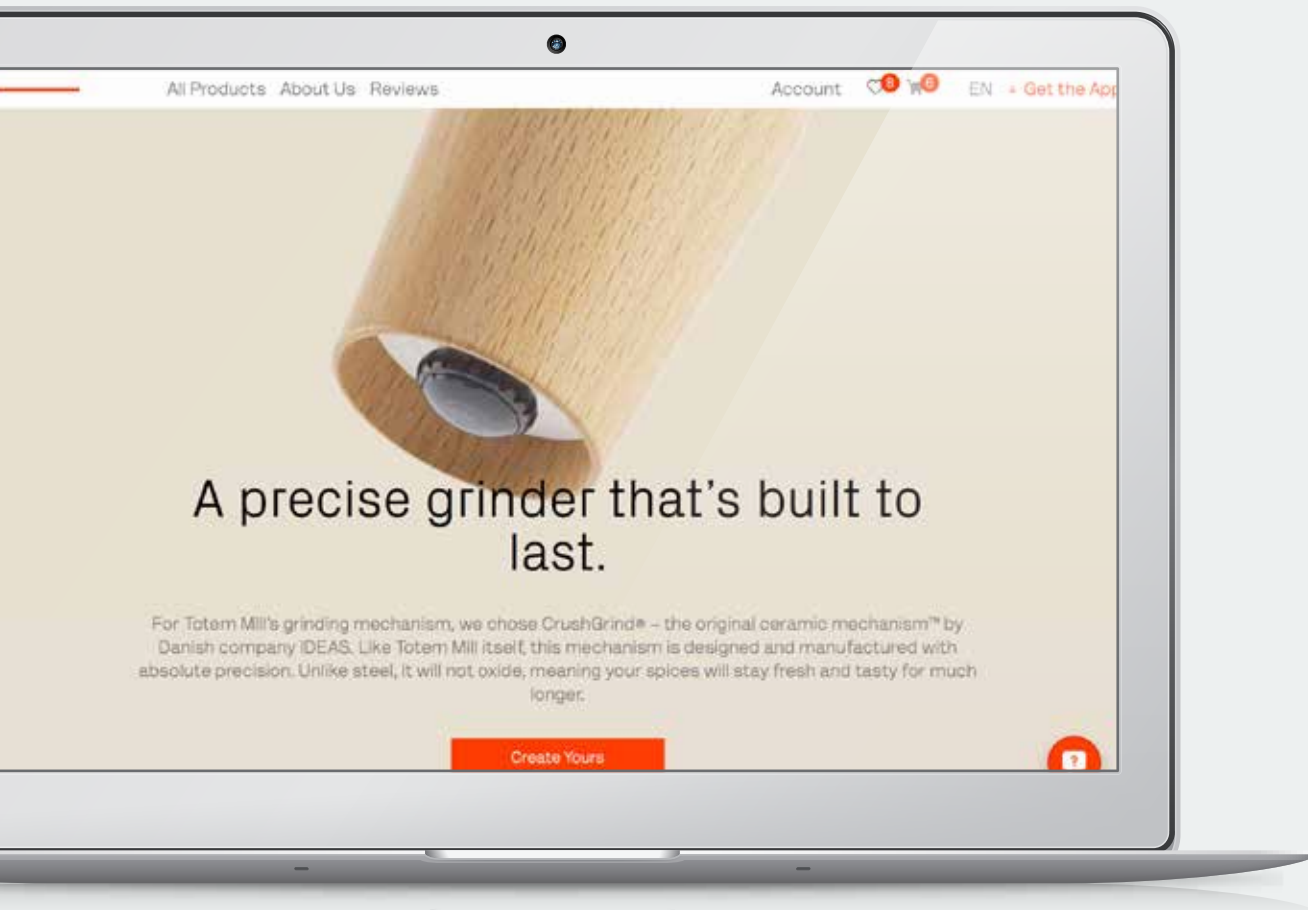 All Products About Us Reviews Account 8 6 EN + Get the App
A precise grinder that's built to
last.
For Totem Mill's grinding mechanism, we chose CrushGrind® – the original ceramic mechanism™ by
Danish company IDEAS. Like Totem Mill itself, this mechanism is designed and manufactured with
absolute precision. Unlike steel, it will not oxide, meaning your spices will stay fresh and tasty for much
longer.
Create Yours
?